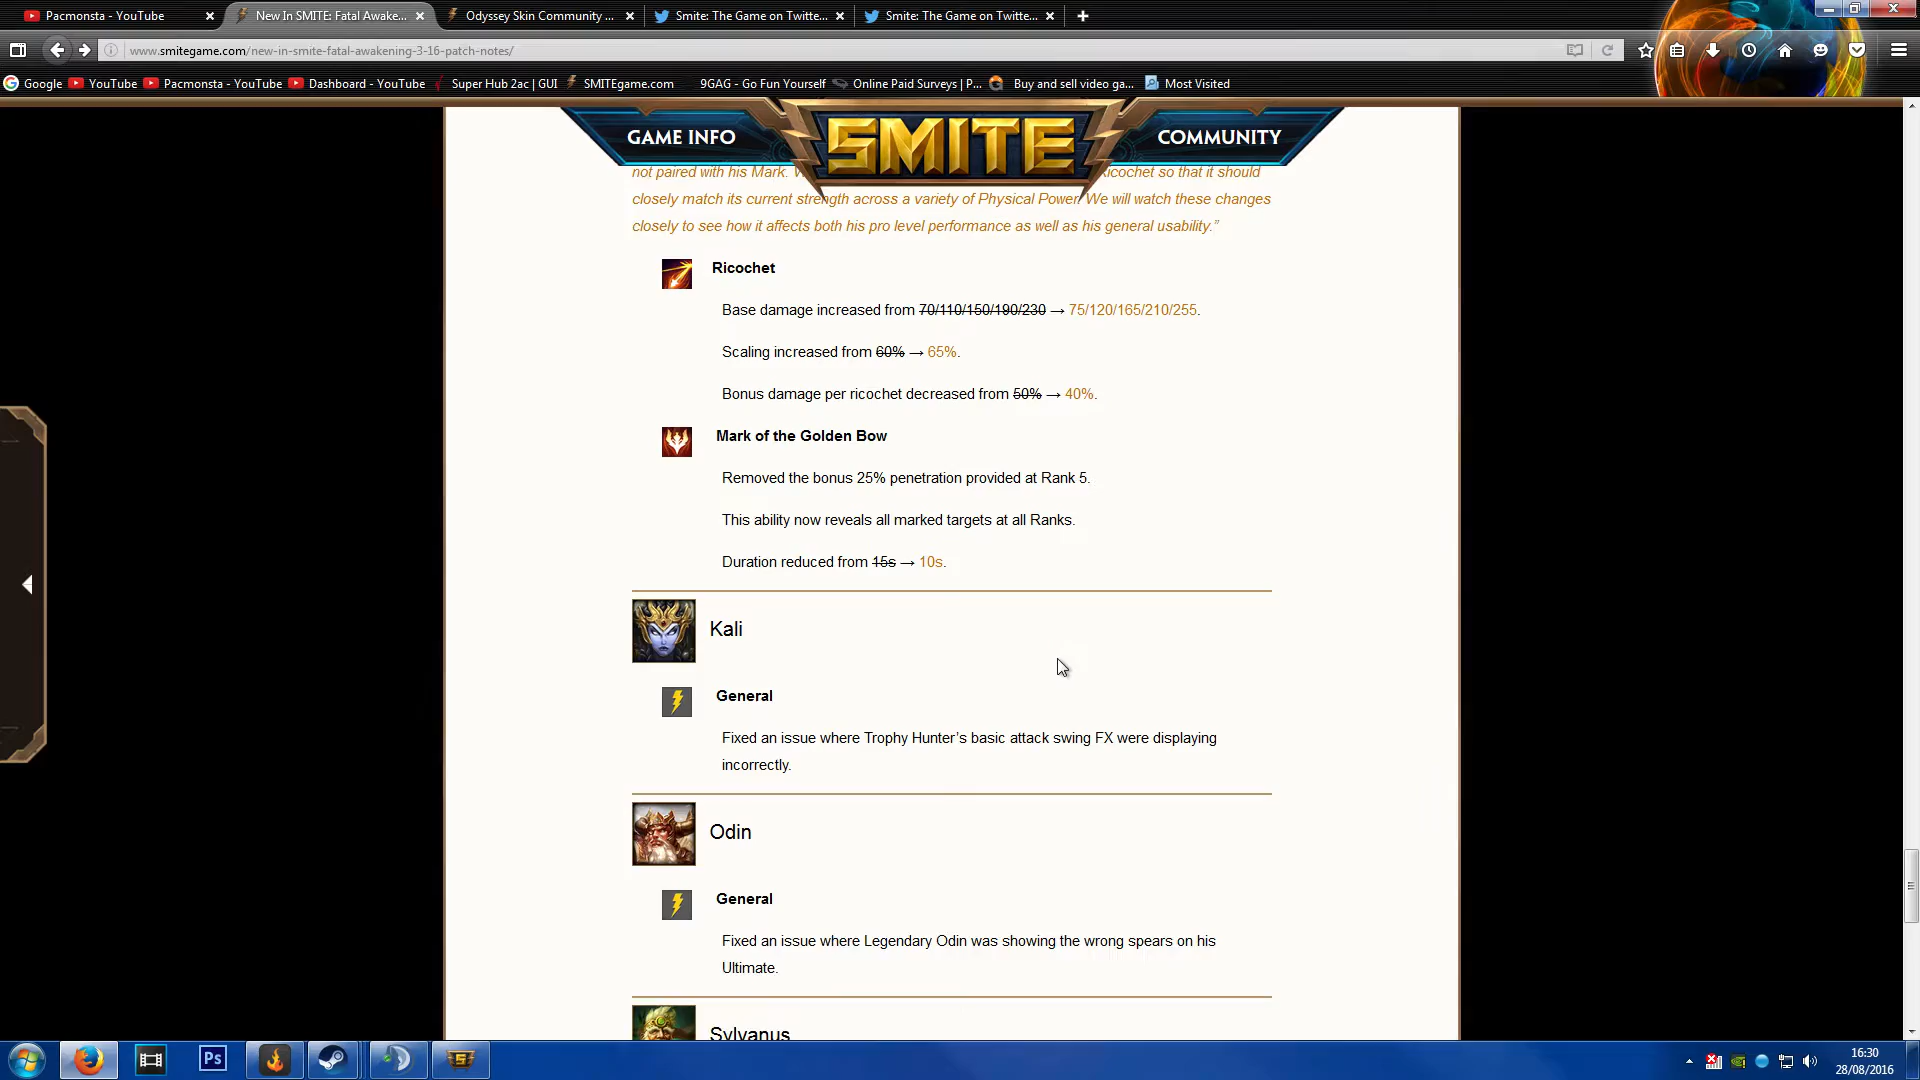 Pacmonsta - YouTube
New In SMITE: Fatal Awake...
Odyssey Skin Community ...
Smite: The Game on Twitte...
Smite: The Game on Twitte...
www.smitegame.com/new-in-smite-fatal-awakening-3-16-patch-notes/
Google
YouTube
Pacmonsta - YouTube
Dashboard - YouTube
Super Hub 2ac | GUI
SMITEgame.com
9GAG - Go Fun Yourself
Online Paid Surveys | P...
Buy and sell video ga...
Most Visited
GAME INFO
SMITE
COMMUNITY
not paired with his Mark. Ricochet so that it should
closely match its current strength across a variety of Physical Power. We will watch these changes
closely to see how it affects both his pro level performance as well as his general usability.”
Ricochet
Base damage increased from 70/110/150/190/230 → 75/120/165/210/255.
Scaling increased from 60% → 65%.
Bonus damage per ricochet decreased from 50% → 40%.
Mark of the Golden Bow
Removed the bonus 25% penetration provided at Rank 5.
This ability now reveals all marked targets at all Ranks.
Duration reduced from 15s → 10s.
Kali
General
Fixed an issue where Trophy Hunter’s basic attack swing FX were displaying
incorrectly.
Odin
General
Fixed an issue where Legendary Odin was showing the wrong spears on his
Ultimate.
Sylvanus
Ps
16:30
28/08/2016